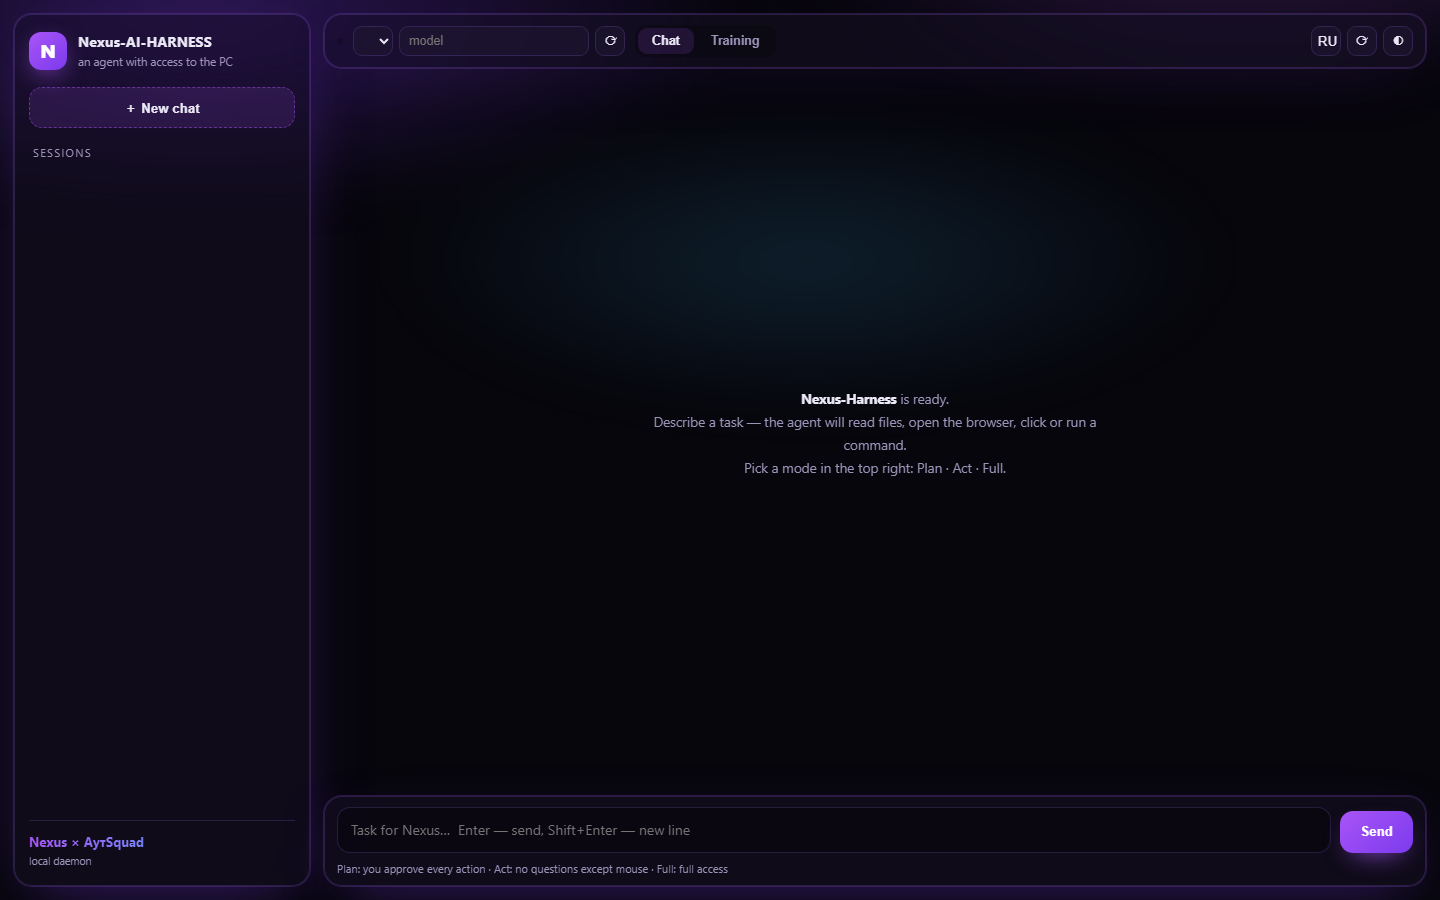 N
Nexus-AI-HARNESS
an agent with access to the PC
+ New chat
SESSIONS
Nexus × АутSquad
local daemon
model
Chat
Training
RU
Nexus-Harness is ready.
Describe a task — the agent will read files, open the browser, click or run a
command.
Pick a mode in the top right: Plan · Act · Full.
Task for Nexus... Enter — send, Shift+Enter — new line
Send
Plan: you approve every action · Act: no questions except mouse · Full: full access